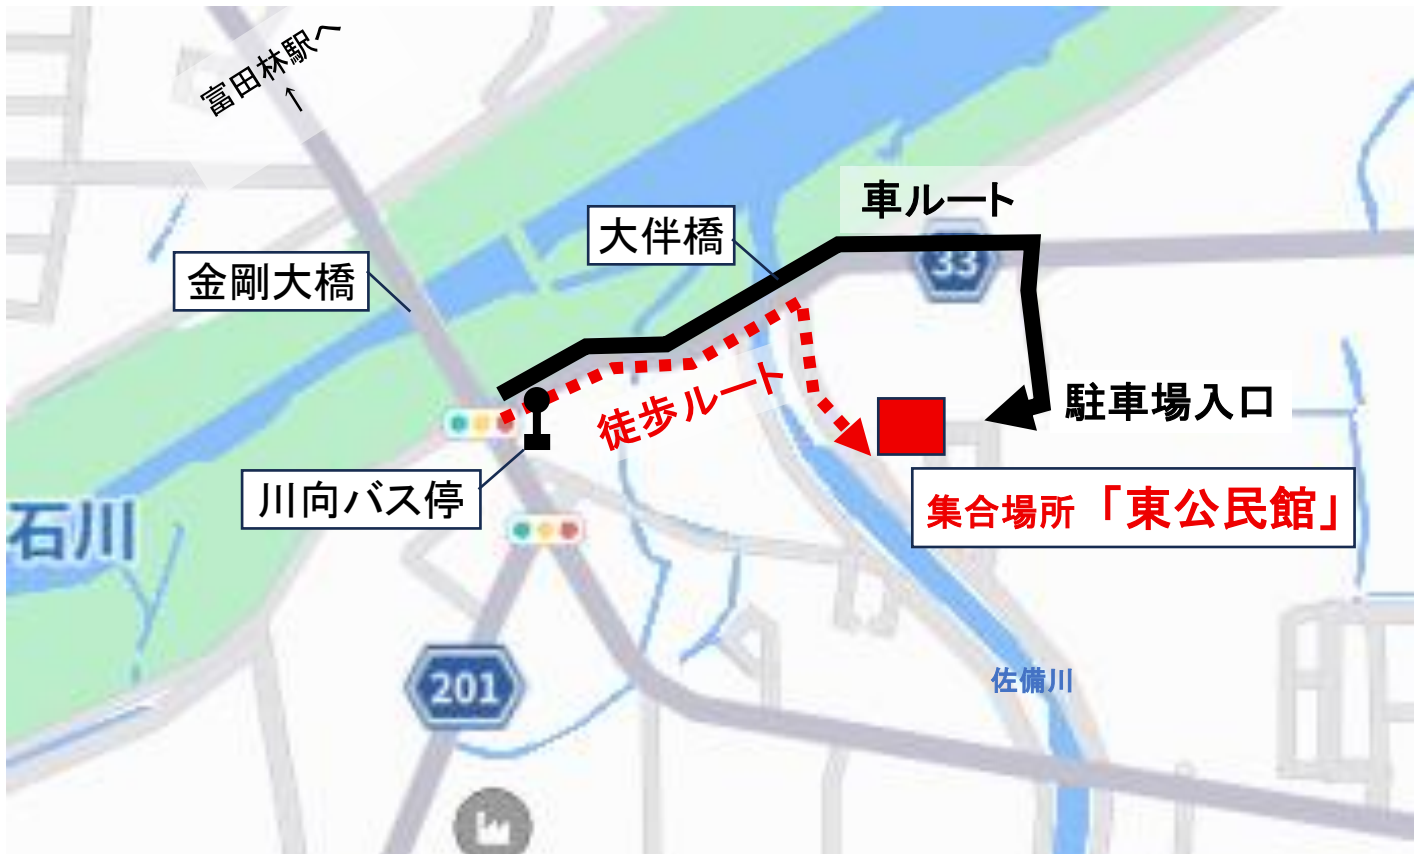 富田林駅へ
↑
車ルート
大伴橋
金剛大橋
33
徒歩ルート
駐車場入口
川向バス停
集合場所「東公民館」
石川
201
佐備川